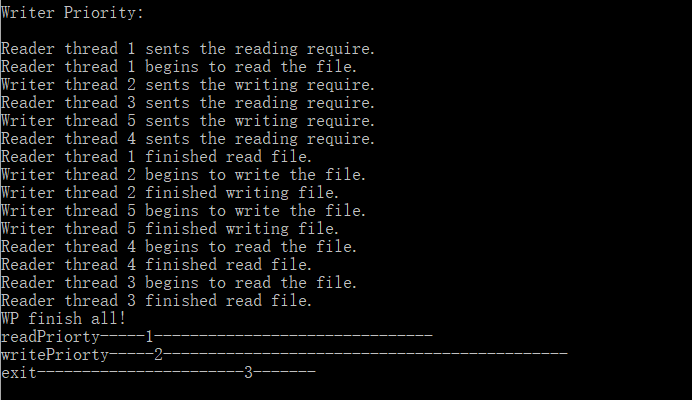 Writer Priority:
Reader thread 1 sents the reading require.
Reader thread 1 begins to read the file.
Writer thread 2 sents the writing require.
Reader thread 3 sents the reading require.
Writer thread 5 sents the writing require.
Reader thread 4 sents the reading require.
Reader thread 1 finished read file.
Writer thread 2 begins to write the file.
Writer thread 2 finished writing file.
Writer thread 5 begins to write the file.
Writer thread 5 finished writing file.
Reader thread 4 begins to read the file.
Reader thread 4 finished read file.
Reader thread 3 begins to read the file.
Reader thread 3 finished read file.
WP finish all!
readPriorty-----1-------------------------------
writePriorty-----2---------------------------------------------
exit-----------------------3-------